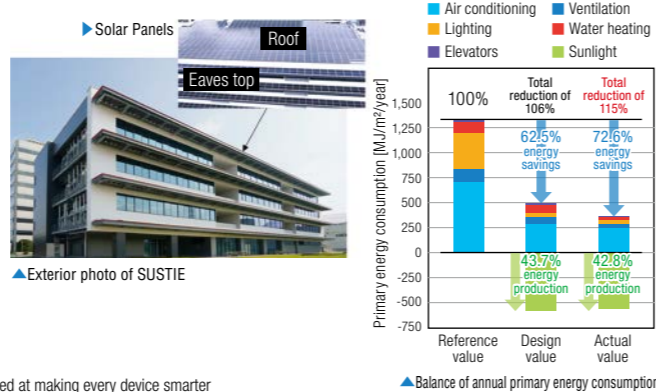 Solar Panels
Roof
Eaves top
Exterior photo of SUSTIE
ed at making every device smarter
Air conditioning
Ventilation
Lighting
Water heating
Elevators
Sunlight
Primary energy consumption [MJ/m²/year]
1,500
1,250
1,000
750
500
250
0
-250
-500
-750
100%
Total
reduction of
106%
Total
reduction of
115%
62.5%
energy
savings
72.6%
energy
savings
43.7%
energy
production
42.8%
energy
production
Reference
value
Design
value
Actual
value
Balance of annual primary energy consumption